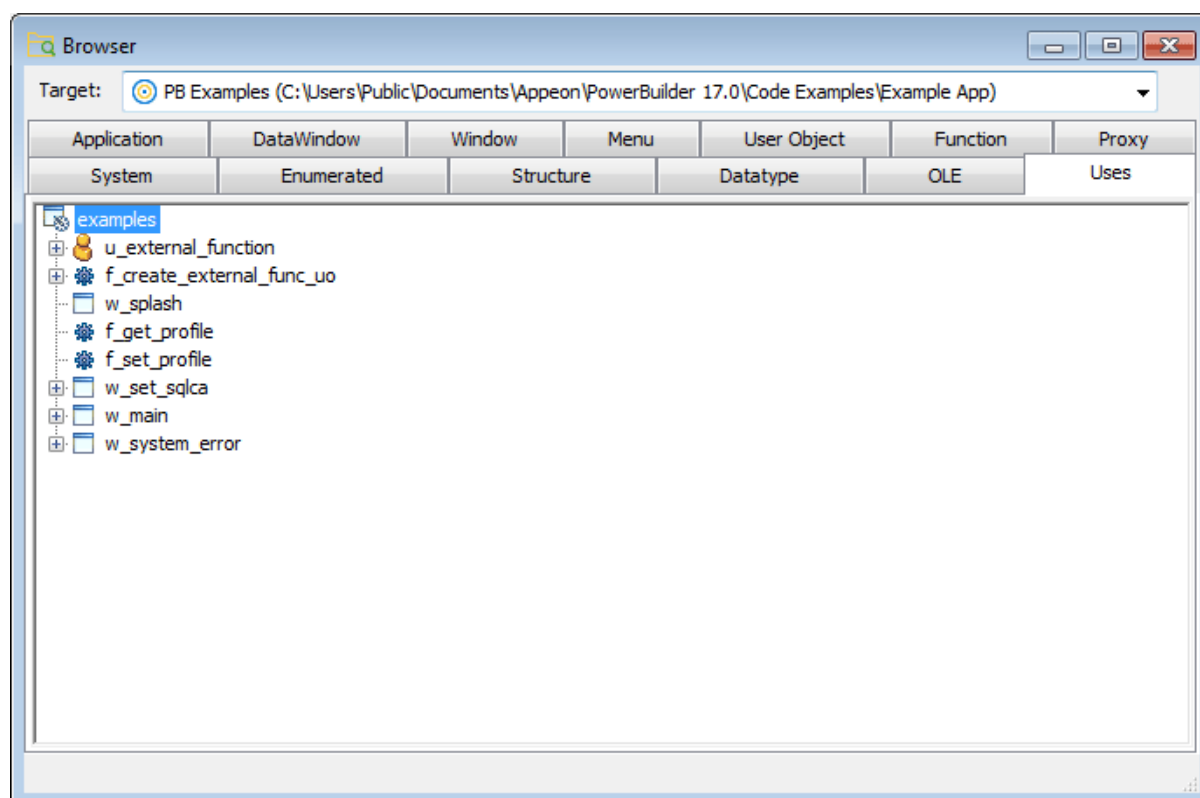 Browser
Target: PB Examples (C:\Users\Public\Documents\Appeon\PowerBuilder 17.0\Code Examples\Example App)
Application DataWindow Window Menu User Object Function Proxy
System Enumerated Structure Datatype OLE Uses
examples
u_external_function
f_create_external_func_uo
w_splash
f_get_profile
f_set_profile
w_set_sqlca
w_main
w_system_error